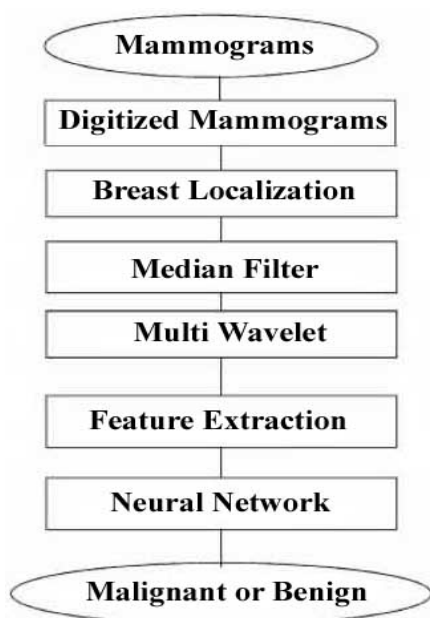 Mammograms
Digitized Mammograms
Breast Localization
Median Filter
Multi Wavelet
Feature Extraction
Neural Network
Malignant or Benign